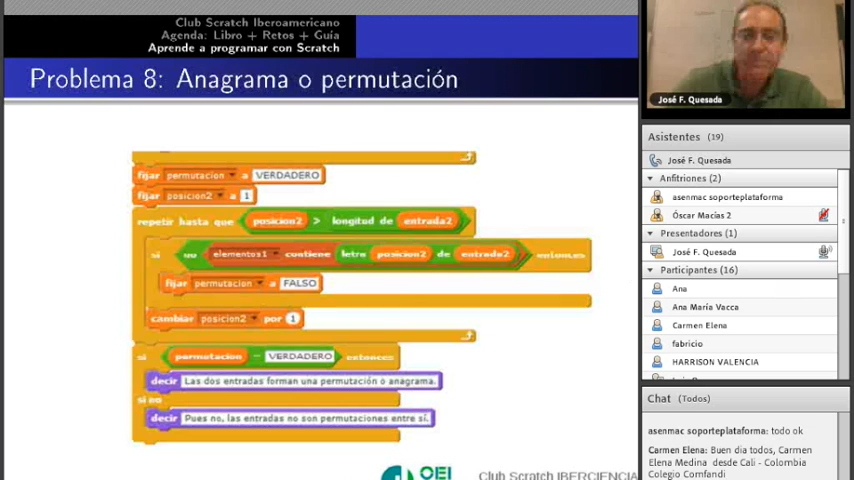 Club Scratch Iberoamericano
Agenda: Libro + Retos + Guía
Aprende a programar con Scratch
Problema 8: Anagrama o permutación
fijar permutacion a VERDADERO
fijar posicion2 a 1
repetir hasta que posicion2 > longitud de entrada2
si no elementos1 contiene letra posicion2 de entrada2 entonces
fijar permutacion a FALSO
cambiar posicion2 por 1
si permutacion = VERDADERO entonces
decir Las dos entradas forman una permutación o anagrama.
si no
decir Pues no, las entradas no son permutaciones entre sí.
OEI
Club Scratch IBERCIENCIA
José F. Quesada
Asistentes (19)
José F. Quesada
Anfitriones (2)
asenmac soporteplataforma
Óscar Macías 2
Presentadores (1)
José F. Quesada
Participantes (16)
Ana
Ana María Vacca
Carmen Elena
fabricio
HARRISON VALENCIA
Chat (Todos)
asenmac soporteplataforma: todo ok
Carmen Elena: Buen dia todos, Carmen
Elena Medina desde Cali - Colombia
Colegio Comfandi